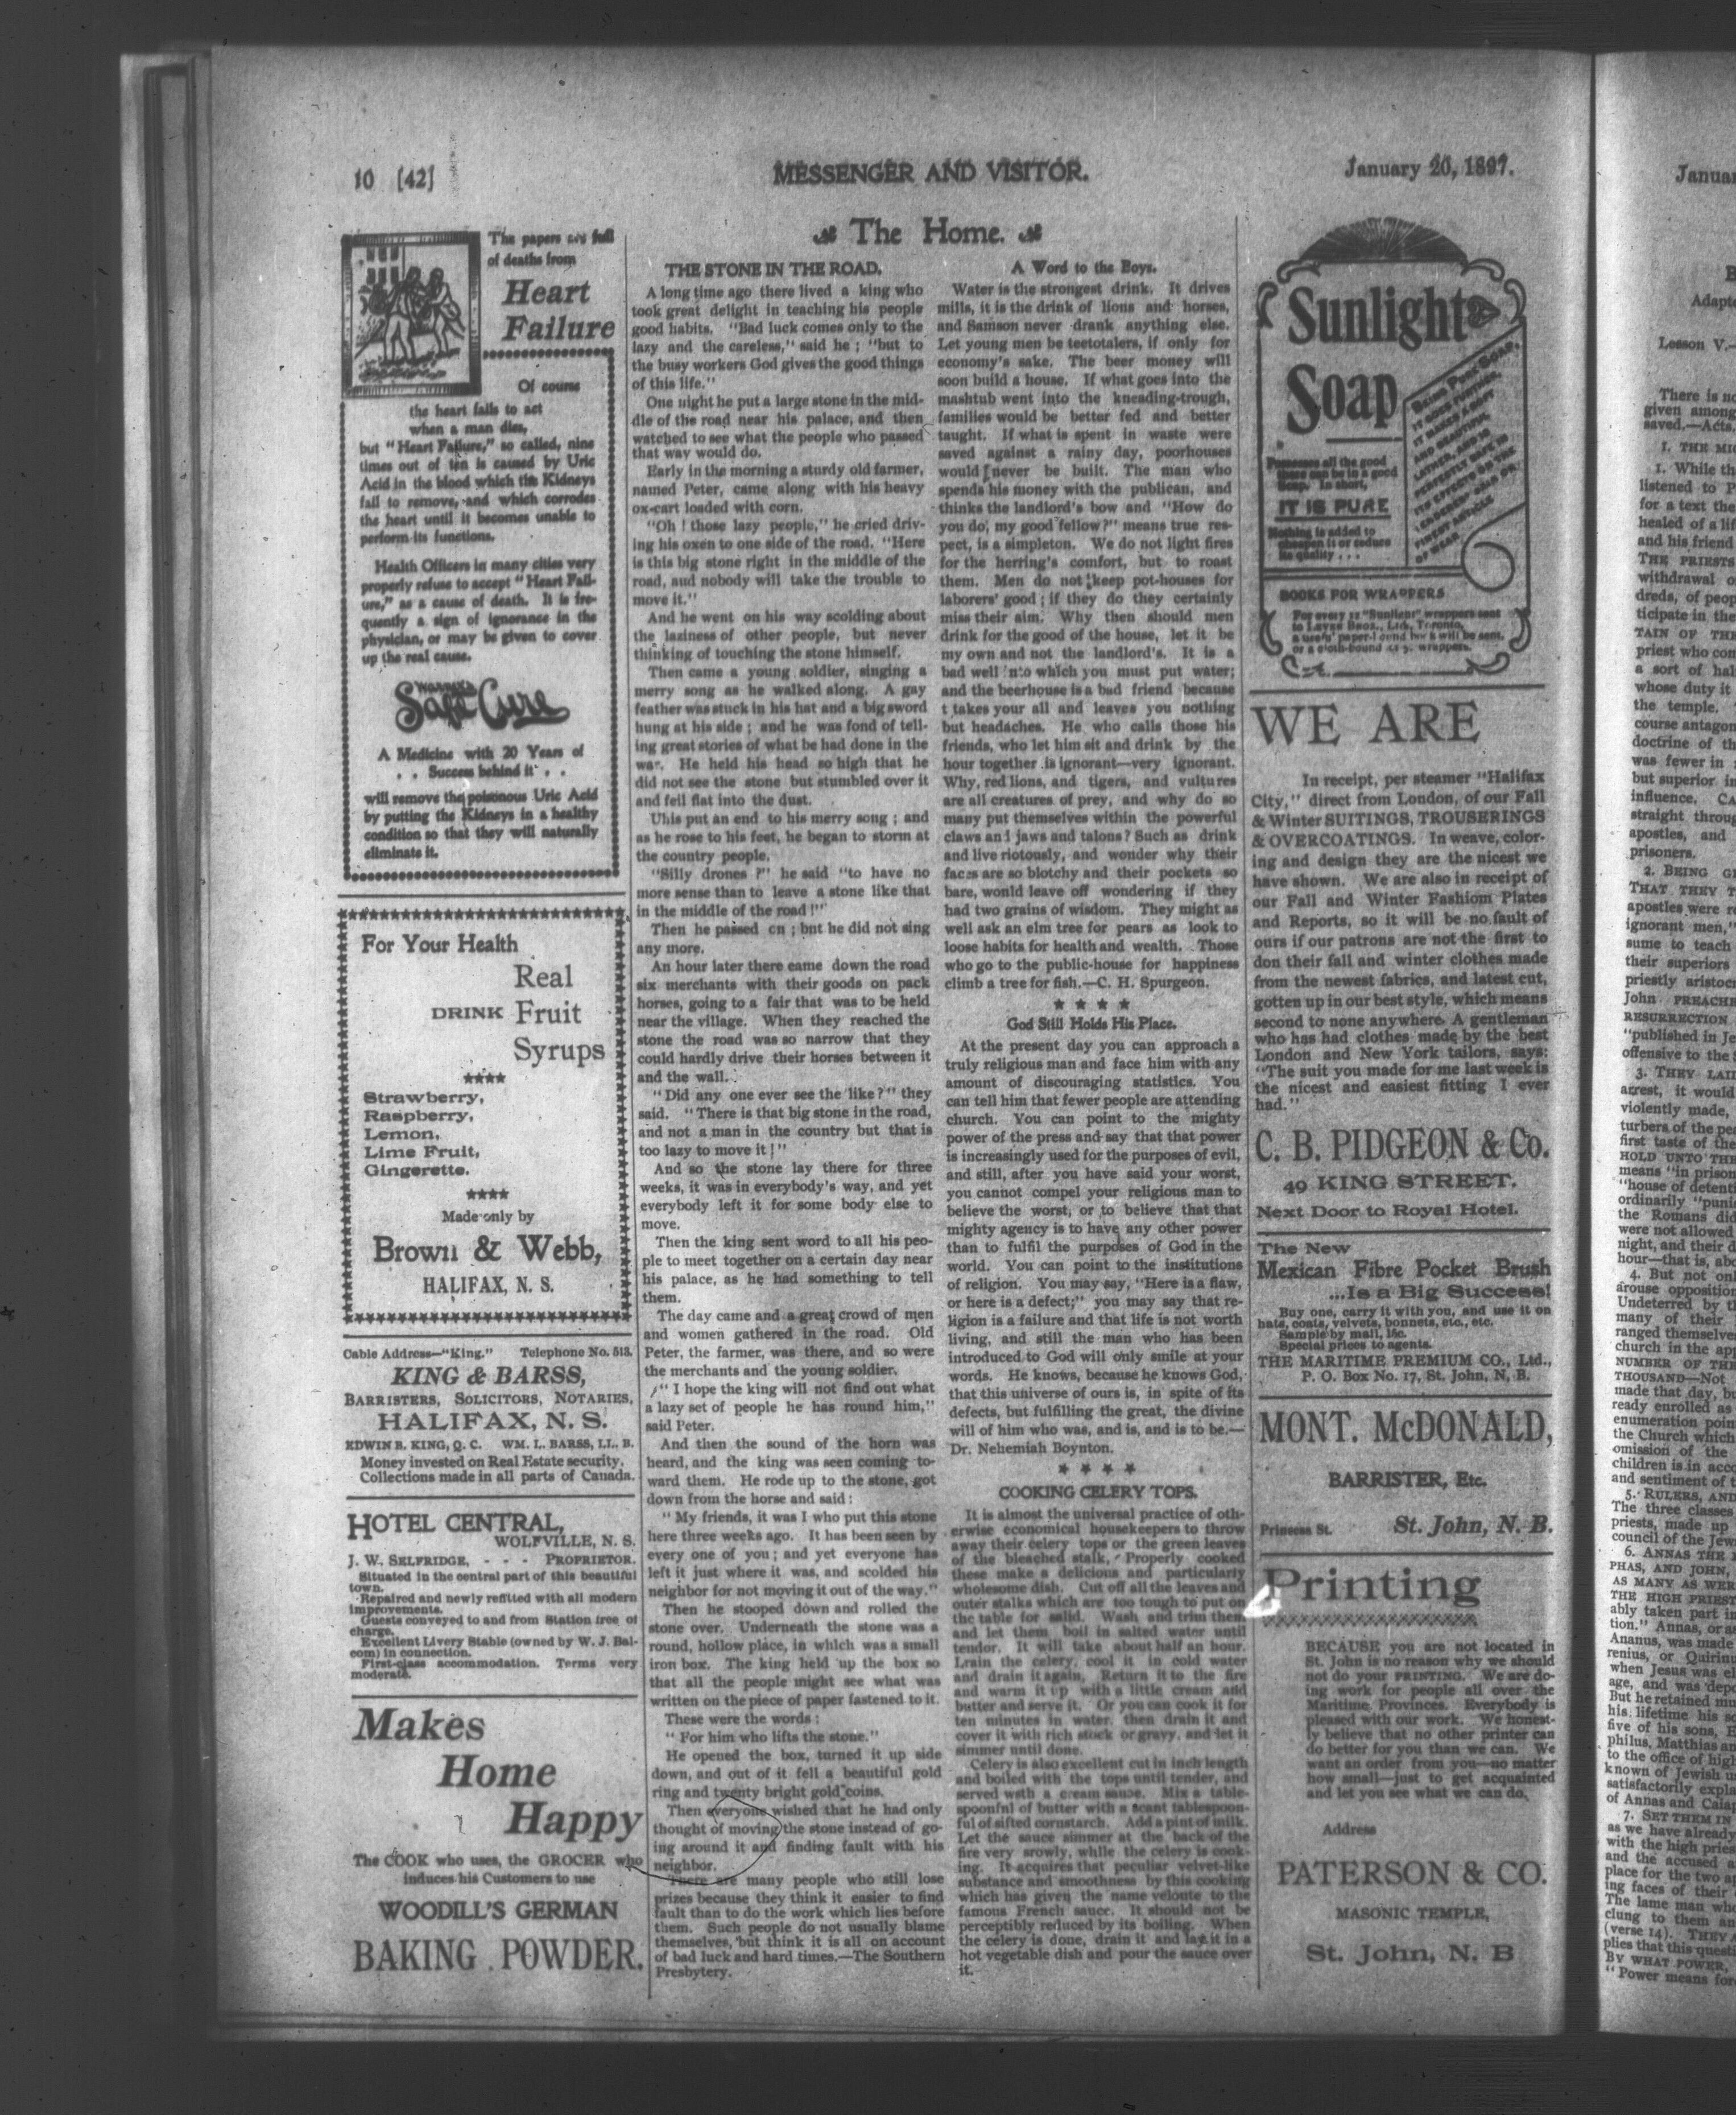 10 [42]
MESSENGER AND VISITOR.
January 20, 1897.
The papers are full
of deaths from
Heart
Failure
Of course
the heart fails to act
when a man dies,
but "Heart Failure," so called, nine
times out of ten is caused by Uric
Acid in the blood which the Kidneys
fail to remove, and which corrodes
the heart until it becomes unable to
perform its functions.
Health Officers in many cities very
properly refuse to accept "Heart Fail-
ure," as a cause of death. It is fre-
quently a sign of ignorance in the
physician, or may be given to cover
up the real cause.
Warner's
Safe Cure
A Medicine with 20 Years of
. . Success behind it . .
will remove the poisonous Uric Acid
by putting the Kidneys in a healthy
condition so that they will naturally
eliminate it.
For Your Health
Real
DRINK Fruit
Syrups
****
Strawberry,
Raspberry,
Lemon,
Lime Fruit,
Gingerette.
****
Made only by
Brown & Webb,
HALIFAX, N. S.
Cable Address—"King." Telephone No. 513.
KING & BARSS,
BARRISTERS, SOLICITORS, NOTARIES,
HALIFAX, N. S.
EDWIN B. KING, Q. C. WM. L. BARSS, LL. B.
Money invested on Real Estate security.
Collections made in all parts of Canada.
HOTEL CENTRAL,
WOLFVILLE, N. S.
J. W. SELFRIDGE, - - - PROPRIETOR.
Situated in the central part of this beautiful
town.
Repaired and newly refitted with all modern
improvements.
Guests conveyed to and from Station free of
charge.
Excellent Livery Stable (owned by W. J. Bal-
com) in connection.
First-class accommodation. Terms very
moderate.
Makes
Home
Happy
The COOK who uses, the GROCER who
induces his Customers to use
WOODILL'S GERMAN
BAKING POWDER.
The Home.
THE STONE IN THE ROAD.
A long time ago there lived a king who
took great delight in teaching his people
good habits. "Bad luck comes only to the
lazy and the careless," said he ; "but to
the busy workers God gives the good things
of this life."
One night he put a large stone in the mid-
dle of the road near his palace, and then
watched to see what the people who passed
that way would do.
Early in the morning a sturdy old farmer,
named Peter, came along with his heavy
ox-cart loaded with corn.
"Oh ! those lazy people," he cried driv-
ing his oxen to one side of the road. "Here
is this big stone right in the middle of the
road, and nobody will take the trouble to
move it."
And he went on his way scolding about
the laziness of other people, but never
thinking of touching the stone himself.
Then came a young soldier, singing a
merry song as he walked along. A gay
feather was stuck in his hat and a big sword
hung at his side ; and he was fond of tell-
ing great stories of what be had done in the
war. He held his head so high that he
did not see the stone but stumbled over it
and fell flat into the dust.
Uhis put an end to his merry song ; and
as he rose to his feet, he began to storm at
the country people.
"Silly drones ?" he said "to have no
more sense than to leave a stone like that
in the middle of the road !"
Then he passed cn ; bnt he did not sing
any more.
An hour later there eame down the road
six merchants with their goods on pack
horses, going to a fair that was to be held
near the village. When they reached the
stone the road was so narrow that they
could hardly drive their horses between it
and the wall.
"Did any one ever see the like?" they
said. "There is that big stone in the road,
and not a man in the country but that is
too lazy to move it !"
And so the stone lay there for three
weeks, it was in everybody's way, and yet
everybody left it for some body else to
move.
Then the king sent word to all his peo-
ple to meet together on a certain day near
his palace, as he had something to tell
them.
The day came and a great crowd of men
and women gathered in the road. Old
Peter, the farmer, was there, and so were
the merchants and the young soldier.
"I hope the king will not find out what
a lazy set of people he has round him,"
said Peter.
And then the sound of the horn was
heard, and the king was seen coming to-
ward them. He rode up to the stone, got
down from the horse and said :
"My friends, it was I who put this stone
here three weeks ago. It has been seen by
every one of you ; and yet everyone has
left it just where it was, and scolded his
neighbor for not moving it out of the way."
Then he stooped down and rolled the
stone over. Underneath the stone was a
round, hollow place, in which was a small
iron box. The king held up the box so
that all the people might see what was
written on the piece of paper fastened to it.
These were the words :
"For him who lifts the stone."
He opened the box, turned it up side
down, and out of it fell a beautiful gold
ring and twenty bright gold coins.
Then everyone wished that he had only
thought of moving the stone instead of go-
ing around it and finding fault with his
neighbor.
There are many people who still lose
prizes because they think it easier to find
fault than to do the work which lies before
them. Such people do not usually blame
themselves, but think it is all on account
of bad luck and hard times.—The Southern
Presbytery.
A Word to the Boys.
Water is the strongest drink. It drives
mills, it is the drink of lions and horses,
and Samson never drank anything else.
Let young men be teetotalers, if only for
economy's sake. The beer money will
soon build a house. If what goes into the
mashtub went into the kneading-trough,
families would be better fed and better
taught. If what is spent in waste were
saved against a rainy day, poorhouses
would never be built. The man who
spends his money with the publican, and
thinks the landlord's bow and "How do
you do, my good fellow?" means true res-
pect, is a simpleton. We do not light fires
for the herring's comfort, but to roast
them. Men do not keep pot-houses for
laborers' good ; if they do they certainly
miss their aim. Why then should men
drink for the good of the house, let it be
my own and not the landlord's. It is a
bad well into which you must put water;
and the beerhouse is a bad friend because
t takes your all and leaves you nothing
but headaches. He who calls those his
friends, who let him sit and drink by the
hour together is ignorant—very ignorant.
Why, red lions, and tigers, and vultures
are all creatures of prey, and why do so
many put themselves within the powerful
claws and jaws and talons? Such as drink
and live riotously, and wonder why their
faces are so blotchy and their pockets so
bare, would leave off wondering if they
had two grains of wisdom. They might as
well ask an elm tree for pears as look to
loose habits for health and wealth. Those
who go to the public-house for happiness
climb a tree for fish.—C. H. Spurgeon.
* * * *
God Still Holds His Place.
At the present day you can approach a
truly religious man and face him with any
amount of discouraging statistics. You
can tell him that fewer people are attending
church. You can point to the mighty
power of the press and say that that power
is increasingly used for the purposes of evil,
and still, after you have said your worst,
you cannot compel your religious man to
believe the worst, or to believe that that
mighty agency is to have any other power
than to fulfil the purposes of God in the
world. You can point to the institutions
of religion. You may say, "Here is a flaw,
or here is a defect;" you may say that re-
ligion is a failure and that life is not worth
living, and still the man who has been
introduced to God will only smile at your
words. He knows, because he knows God,
that this universe of ours is, in spite of its
defects, but fulfilling the great, the divine
will of him who was, and is, and is to be.—
Dr. Nehemiah Boynton.
* * * *
COOKING CELERY TOPS.
It is almost the universal practice of oth-
erwise economical housekeepers to throw
away their celery tops or the green leaves
of the bleached stalk. Properly cooked
these make a delicious and particularly
wholesome dish. Cut off all the leaves and
outer stalks which are too tough to put on
the table for salid. Wash and trim them
and let them boil in salted water until
tendor. It will take about half an hour.
Lrain the celery, cool it in cold water
and drain it again. Return it to the fire
and warm it up with a little cream and
butter and serve it. Or you can cook it for
ten minutes in water, then drain it and
cover it with rich stock or gravy, and let it
simmer until done.
Celery is also excellent cut in inch length
and boiled with the tops until tender, and
served wsth a cream sauce. Mix a table-
spoonful of butter with a scant tablespoon-
ful of sifted cornstarch. Add a pint of milk.
Let the sauce simmer at the back of the
fire very srowly, while the celery is cook-
ing. It acquires that peculiar velvet-like
substance and smoothness by this cooking
which has given the name veloute to the
famous French sauce. It should not be
perceptibly reduced by its boiling. When
the celery is done, drain it and lay it in a
hot vegetable dish and pour the sauce over
it.
Sunlight
Soap
Possesses all the good
there can be in a good
Soap. In short,
IT IS PURE
Nothing is added to
cheapen it or reduce
its quality . . .
BEING PURE SOAP,
IT GOES FURTHER,
IT MAKES A SOFT
AND BEAUTIFUL
LATHER, AND IS
PERFECTLY SAFE IN
ITS EFFECTS ON THE
TENDEREST SKIN OR
FINEST ARTICLE
OF WEAR
BOOKS FOR WRAPPERS
For every 12 "Sunlight" wrappers sent
to LEVER BROS., Ltd., Toronto,
a useful paper-bound book will be sent,
or a cloth-bound for 50 wrappers.
WE ARE
In receipt, per steamer "Halifax
City," direct from London, of our Fall
& Winter SUITINGS, TROUSERINGS
& OVERCOATINGS. In weave, color-
ing and design they are the nicest we
have shown. We are also in receipt of
our Fall and Winter Fashiom Plates
and Reports, so it will be no fault of
ours if our patrons are not the first to
don their fall and winter clothes made
from the newest fabrics, and latest cut,
gotten up in our best style, which means
second to none anywhere. A gentleman
who has had clothes made by the best
London and New York tailors, says:
"The suit you made for me last week is
the nicest and easiest fitting I ever
had."
C. B. PIDGEON & Co.
49 KING STREET.
Next Door to Royal Hotel.
The New
Mexican Fibre Pocket Brush
...Is a Big Success!
Buy one, carry it with you, and use it on
hats, coats, velvets, bonnets, etc., etc.
Sample by mail, 15c.
Special prices to agents.
THE MARITIME PREMIUM CO., Ltd.,
P. O. Box No. 17, St. John, N. B.
MONT. McDONALD,
BARRISTER, Etc.
Princess St. St. John, N. B.
Printing
BECAUSE you are not located in
St. John is no reason why we should
not do your PRINTING. We are do-
ing work for people all over the
Maritime Provinces. Everybody is
pleased with our work. We honest-
ly believe that no other printer can
do better for you than we can. We
want an order from you—no matter
how small—just to get acquainted
and let you see what we can do.
Address
PATERSON & CO.
MASONIC TEMPLE,
St. John, N. B